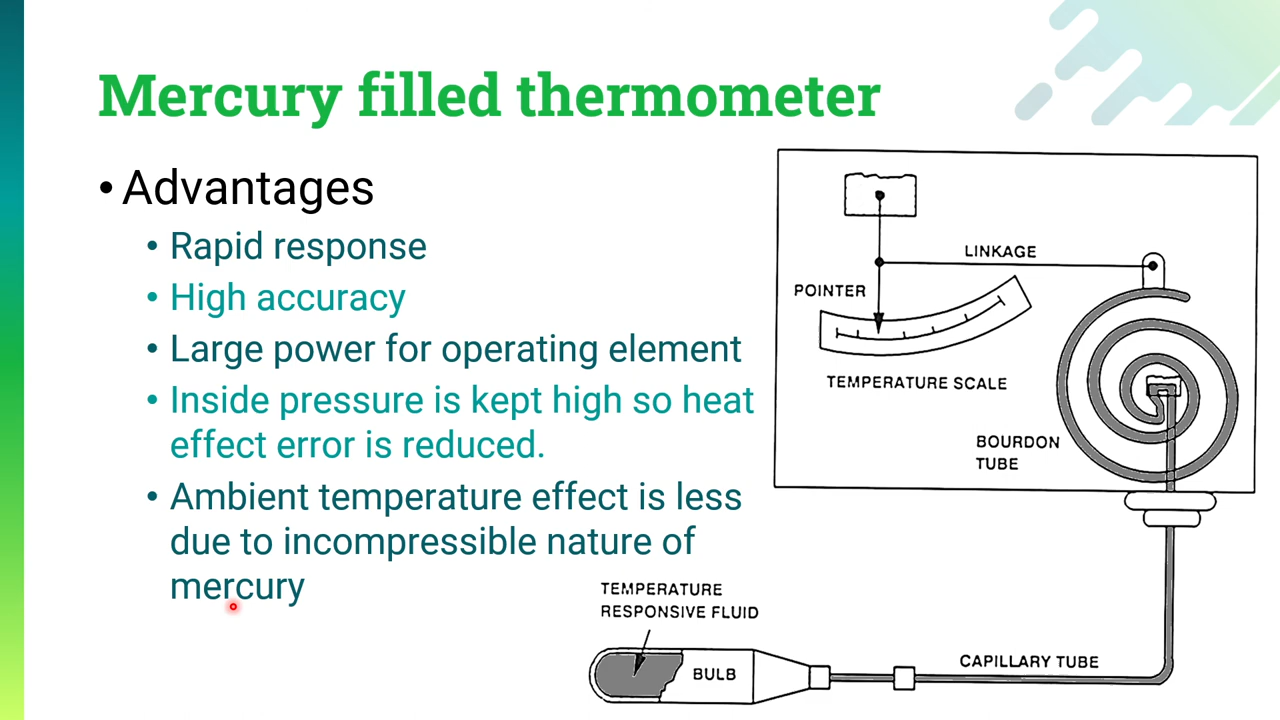 Mercury filled thermometer
• Advantages
• Rapid response
• High accuracy
• Large power for operating element
• Inside pressure is kept high so heat
effect error is reduced.
• Ambient temperature effect is less
due to incompressible nature of
mercury
LINKAGE
POINTER
TEMPERATURE SCALE
BOURDON
TUBE
TEMPERATURE
RESPONSIVE FLUID
BULB
CAPILLARY TUBE